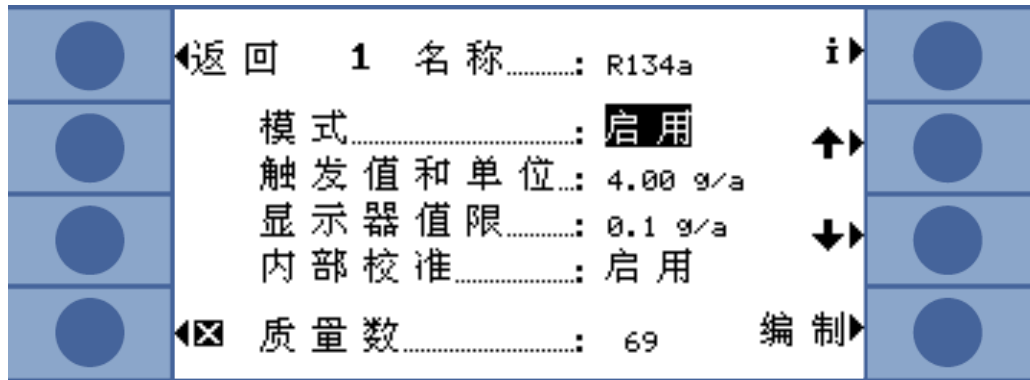 返回 1 名称..........: R134a i
模式..............................: 启用
触发值和单位...: 4.00 g/a
显示器值限..........: 0.1 g/a
内部校准.................: 启用
质量数........................: 69 编制